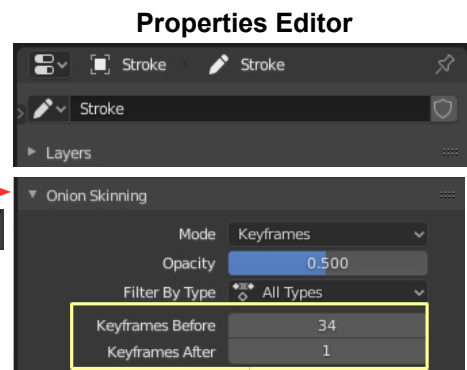 Properties Editor
Stroke Stroke
Stroke
Layers
Onion Skinning
Mode Keyframes
Opacity 0.500
Filter By Type All Types
Keyframes Before 34
Keyframes After 1